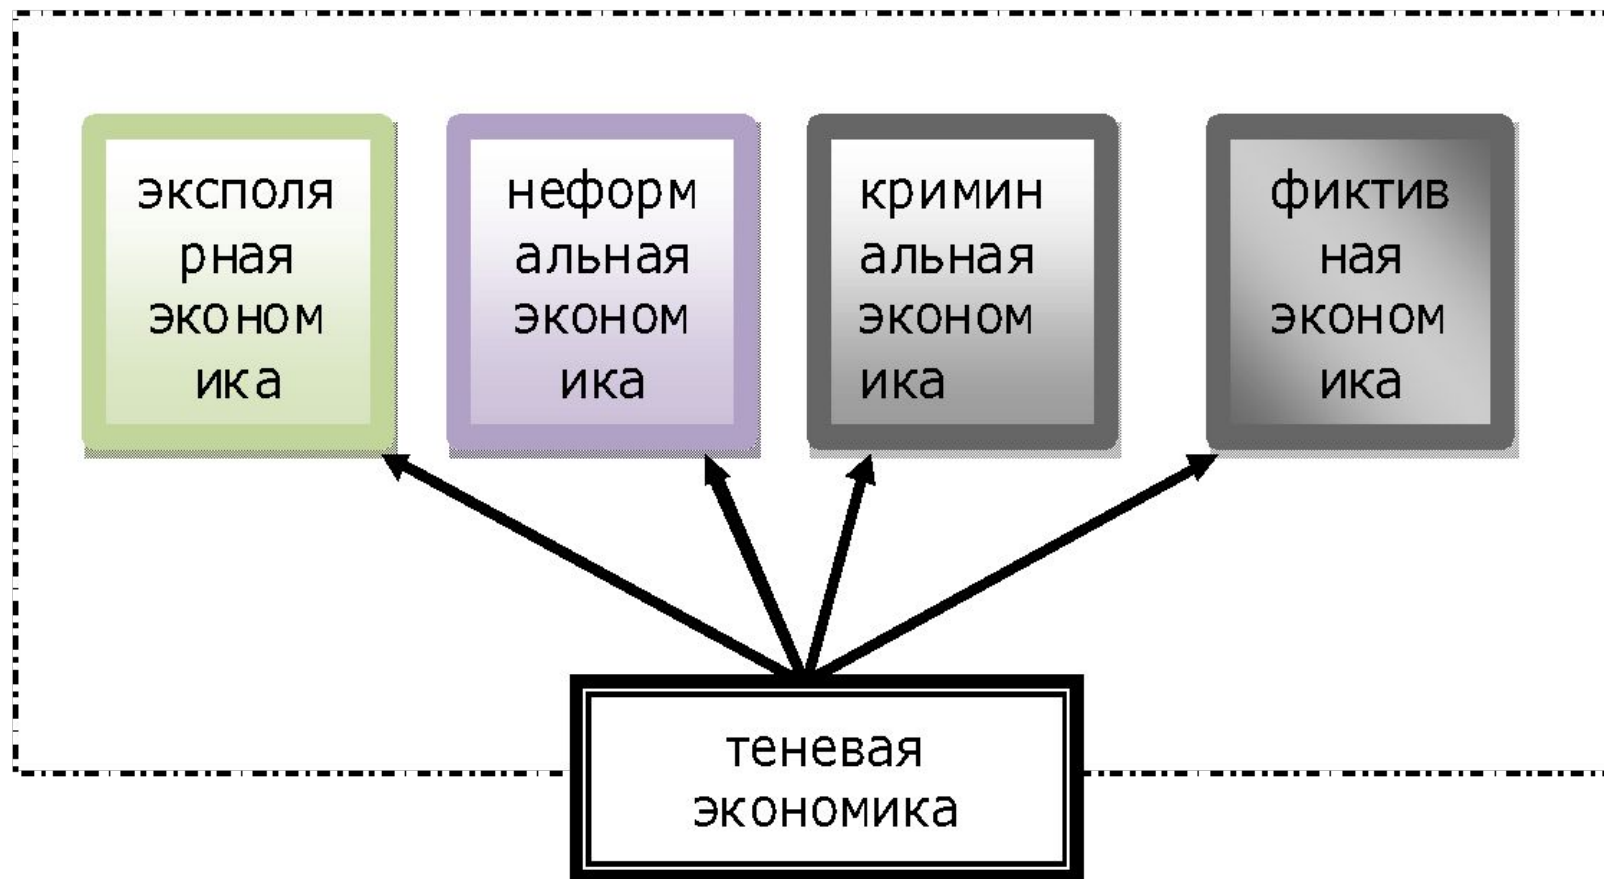 эксполя
рная
эконом
ика
неформ
альная
эконом
ика
кримин
альная
эконом
ика
фиктив
ная
эконом
ика
теневая
экономика